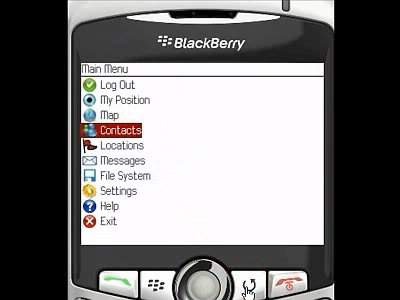 BlackBerry
Main Menu
Log Out
My Position
Map
Contacts
Locations
Messages
File System
Settings
Help
Exit